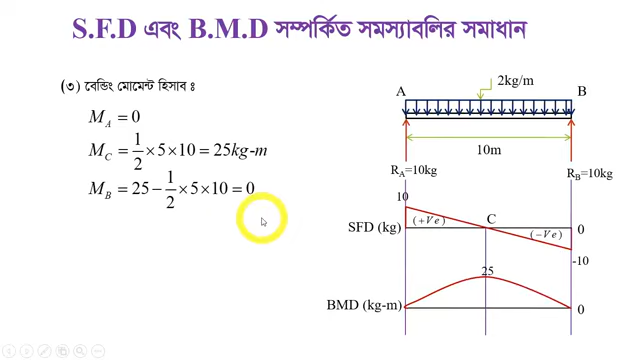 S.F.D এবং B.M.D সম্পর্কিত সমস্যাবলির সমাধান
(৩) বেন্ডিং মোমেন্ট হিসাব ঃ
M_A = 0
M_C = 1/2 × 5 × 10 = 25kg-m
M_B = 25 − 1/2 × 5 × 10 = 0
2kg/m
A
B
10m
R_A=10kg
R_B=10kg
10
SFD (kg)
(+Ve)
C
(−Ve)
0
-10
25
BMD (kg-m)
0